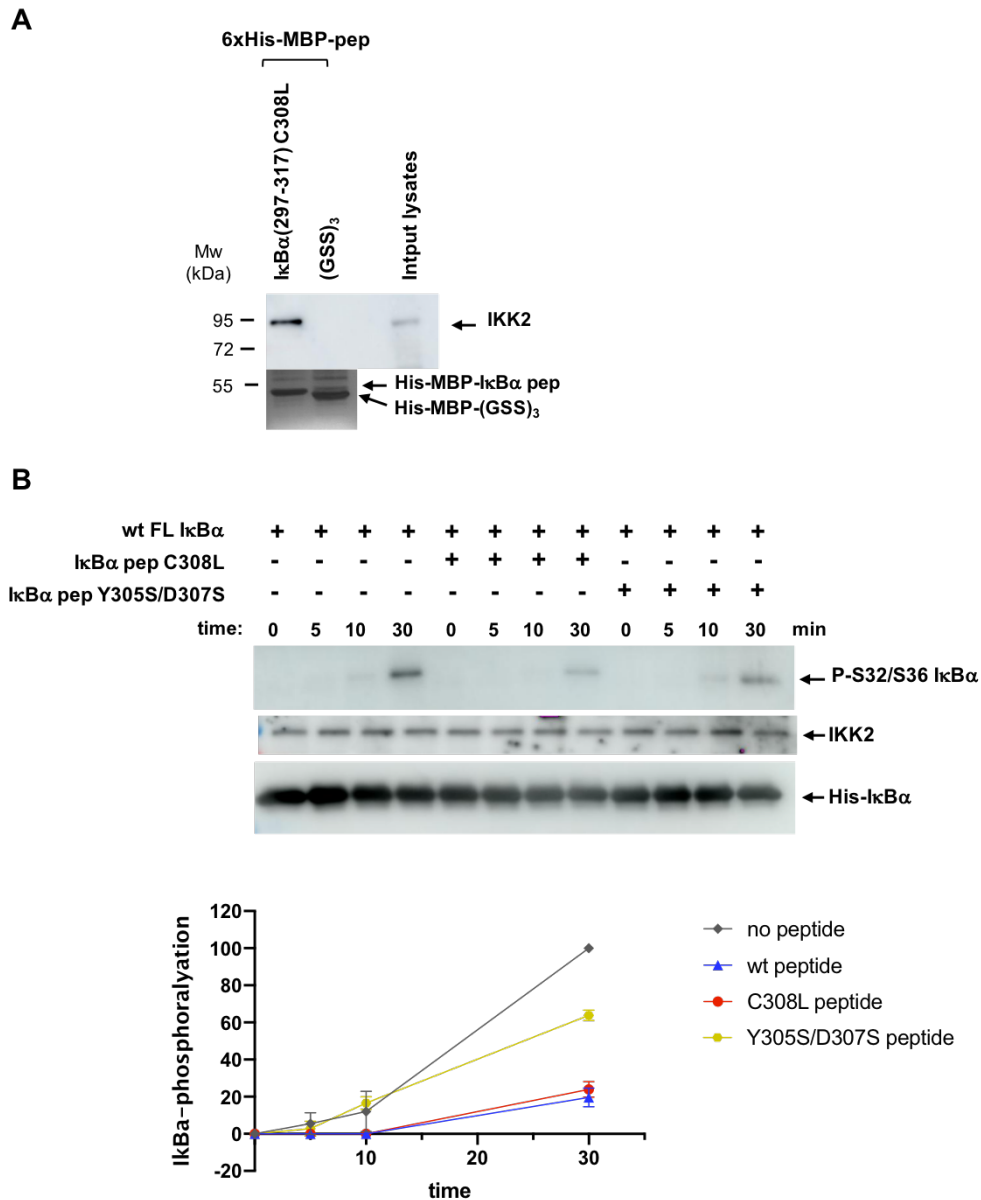 A
6xHis-MBP-pep
IκBα(297-317) C308L
(GSS)₃
Intput lysates
Mw
(kDa)
95
IKK2
72
55
His-MBP-IκBα pep
His-MBP-(GSS)₃
B
wt FL IκBα + + + + + + + + + + + +
IκBα pep C308L - - - - + + + + - - - -
IκBα pep Y305S/D307S - - - - - - - - + + + +
time: 0 5 10 30 0 5 10 30 0 5 10 30 min
P-S32/S36 IκBα
IKK2
His-IκBα
IkBa–phosphoralyation
120
100
80
60
40
20
0
-20
10 20 30
time
no peptide
wt peptide
C308L peptide
Y305S/D307S peptide